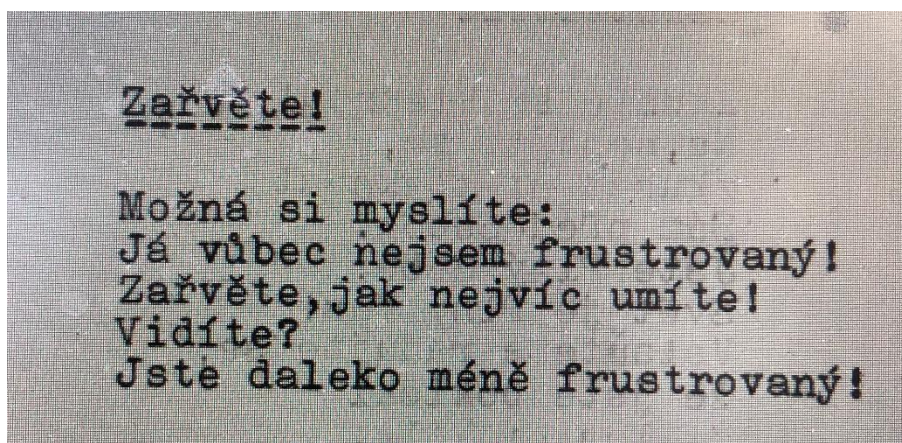 Zařvěte!
Možná si myslíte:
Já vůbec nejsem frustrovaný!
Zařvěte,jak nejvíc umíte!
Vidíte?
Jste daleko méně frustrovaný!